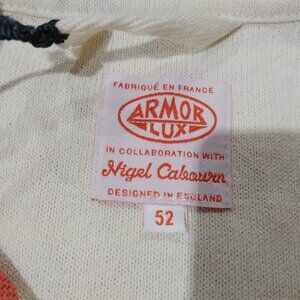 FABRIQUÉ EN FRANCE
ARMOR
LUX
IN COLLABORATION WITH
Nigel Cabourn
DESIGNED IN ENGLAND
52